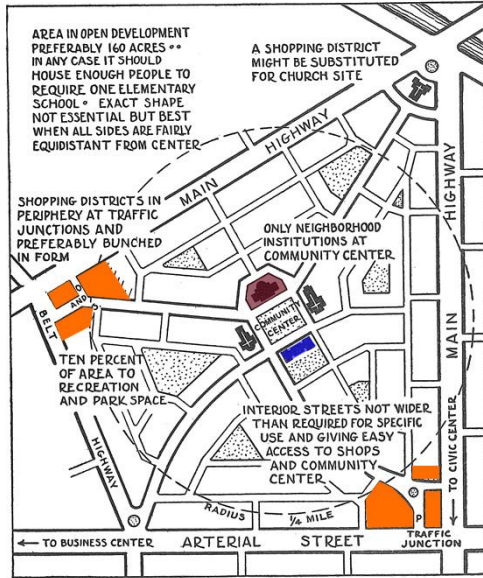 AREA IN OPEN DEVELOPMENT
PREFERABLY 160 ACRES • •
IN ANY CASE IT SHOULD
HOUSE ENOUGH PEOPLE TO
REQUIRE ONE ELEMENTARY
SCHOOL • EXACT SHAPE
NOT ESSENTIAL BUT BEST
WHEN ALL SIDES ARE FAIRLY
EQUIDISTANT FROM CENTER
A SHOPPING DISTRICT
MIGHT BE SUBSTITUTED
FOR CHURCH SITE
MAIN HIGHWAY
HIGHWAY
MAIN
SHOPPING DISTRICTS IN
PERIPHERY AT TRAFFIC
JUNCTIONS AND
PREFERABLY BUNCHED
IN FORM
ONLY NEIGHBORHOOD
INSTITUTIONS AT
COMMUNITY CENTER
AND
P
BELT
HIGHWAY
COMMUNITY
CENTER
TEN PERCENT
OF AREA TO
RECREATION
AND PARK SPACE
INTERIOR STREETS NOT WIDER
THAN REQUIRED FOR SPECIFIC
USE AND GIVING EASY
ACCESS TO SHOPS
AND COMMUNITY
CENTER
TO CIVIC CENTER
RADIUS 1/4 MILE
P
TRAFFIC
JUNCTION
← TO BUSINESS CENTER ARTERIAL STREET